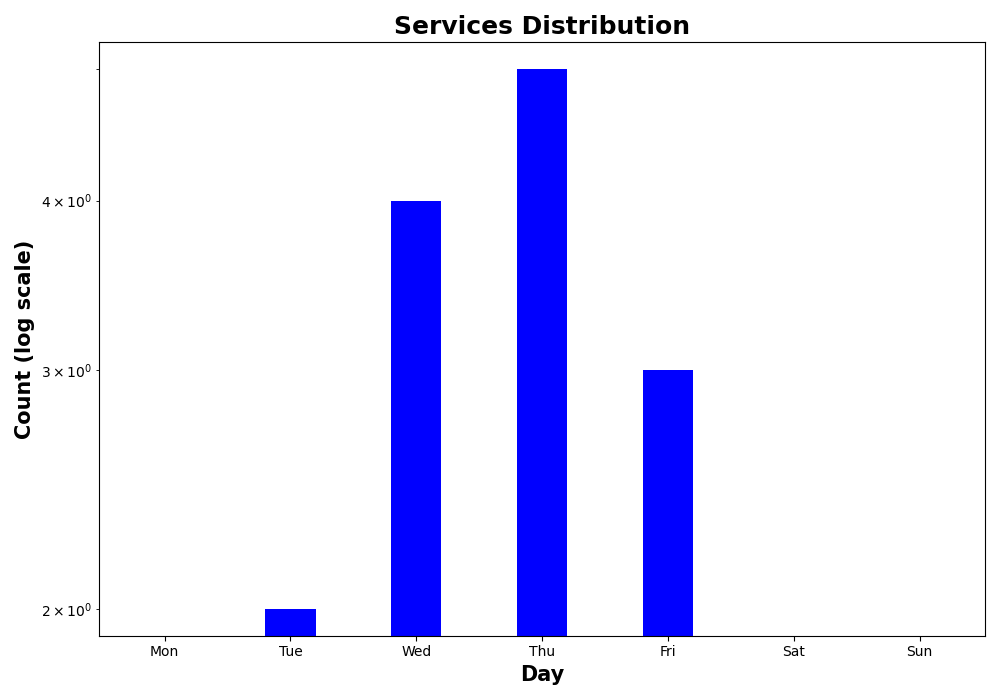 Services Distribution
Count (log scale)
4 × 10⁰
3 × 10⁰
2 × 10⁰
Mon Tue Wed Thu Fri Sat Sun
Day